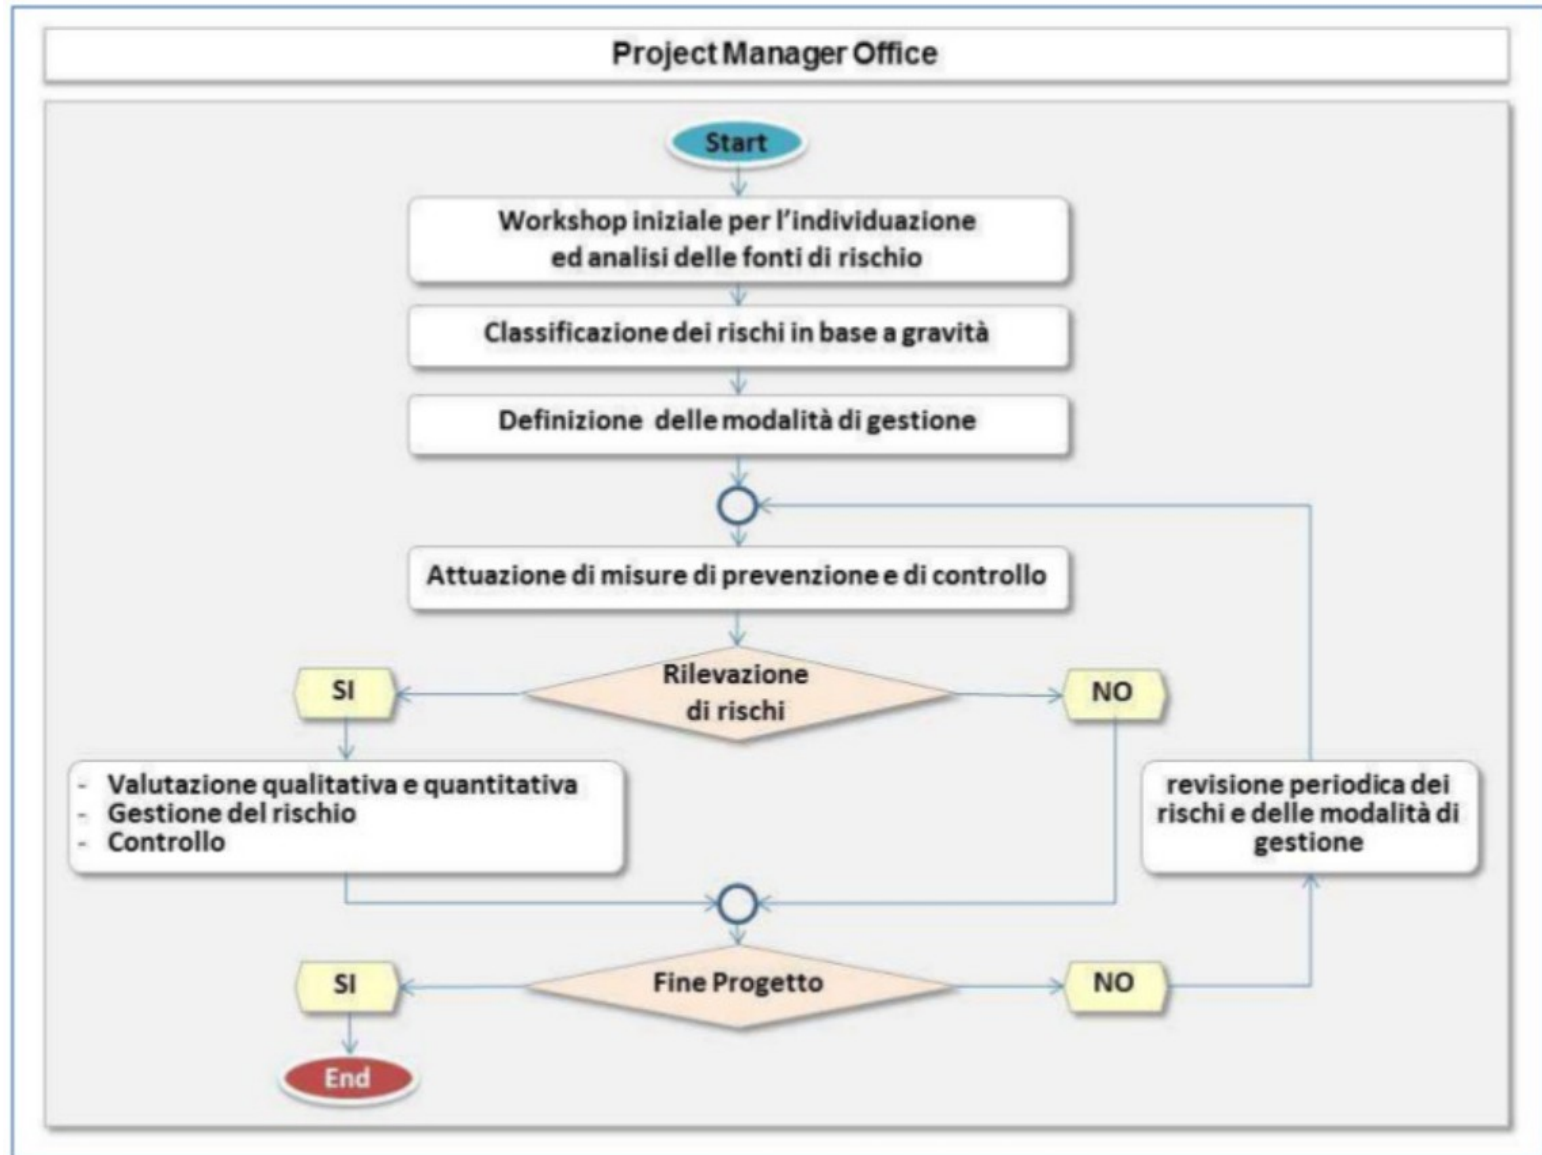 Project Manager Office
Start
Workshop iniziale per l'individuazione
ed analisi delle fonti di rischio
Classificazione dei rischi in base a gravità
Definizione delle modalità di gestione
Attuazione di misure di prevenzione e di controllo
Rilevazione
di rischi
SI
NO
- Valutazione qualitativa e quantitativa
- Gestione del rischio
- Controllo
revisione periodica dei
rischi e delle modalità di
gestione
Fine Progetto
SI
NO
End